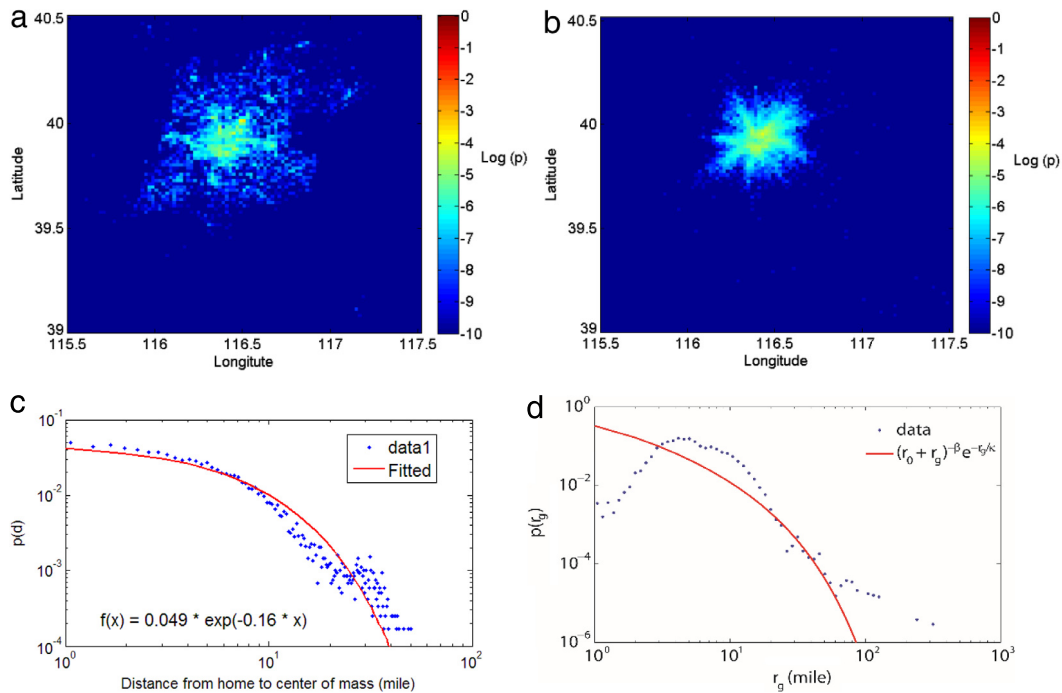 a
40.5
40
39.5
39
115.5
116
116.5
117
117.5
Latitude
Longitute
0
-1
-2
-3
-4
-5
-6
-7
-8
-9
-10
Log (p)
b
40.5
40
39.5
39
115.5
116
116.5
117
117.5
Latitude
Longitude
0
-1
-2
-3
-4
-5
-6
-7
-8
-9
-10
Log (p)
c
10⁻¹
10⁻²
10⁻³
10⁻⁴
10⁰
10¹
10²
p(d)
data1
Fitted
f(x) = 0.049 * exp(-0.16 * x)
Distance from home to center of mass (mile)
d
10⁰
10⁻²
10⁻⁴
10⁻⁶
10⁰
10¹
10²
10³
p(r_g)
data
(r₀ + r_g)^−β e^−r_g/κ
r_g (mile)